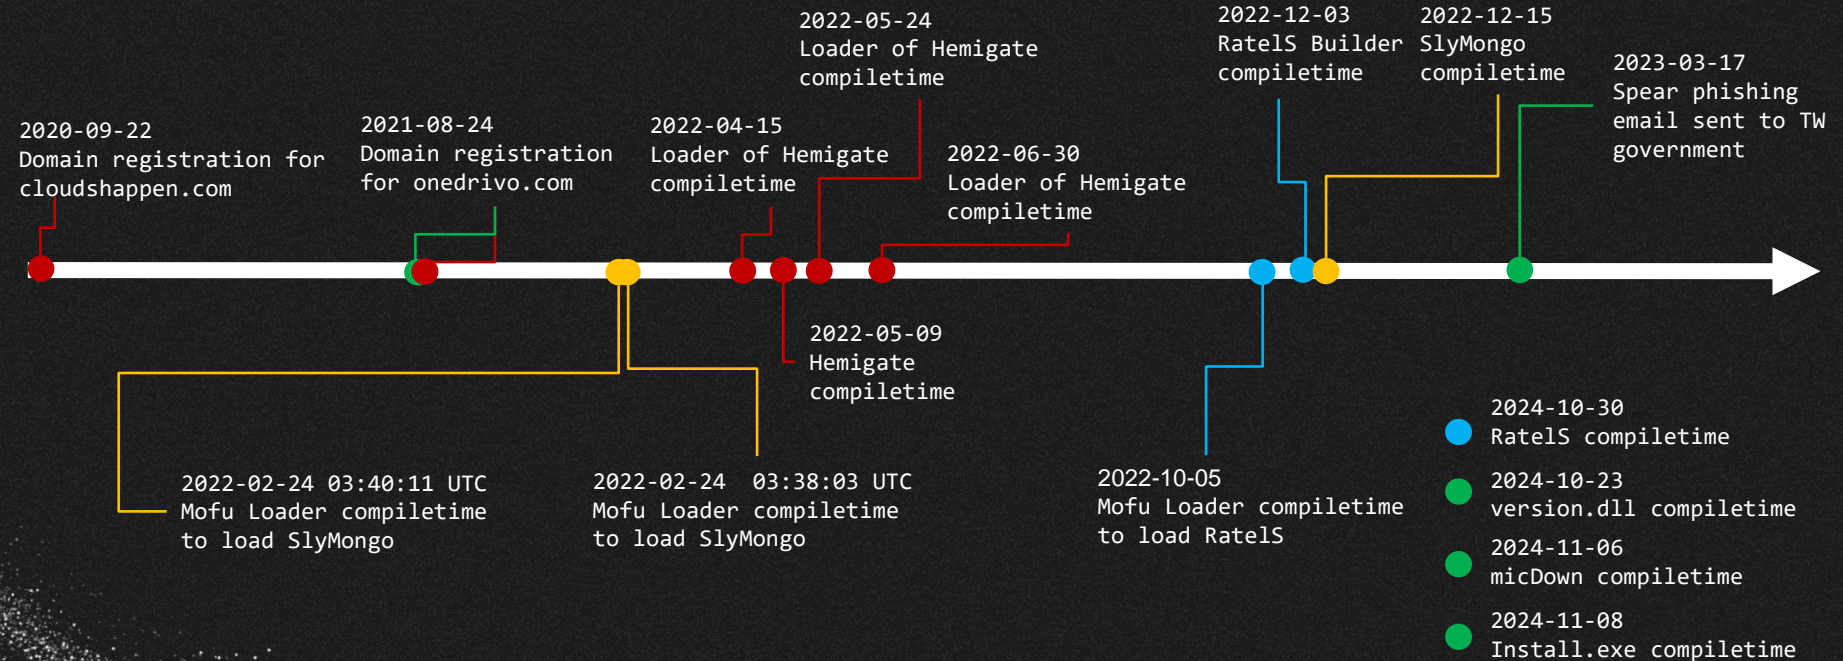 2020-09-22
Domain registration for
cloudshappen.com
2021-08-24
Domain registration
for onedrivo.com
2022-04-15
Loader of Hemigate
compiletime
2022-05-24
Loader of Hemigate
compiletime
2022-06-30
Loader of Hemigate
compiletime
2022-12-03
RatelS Builder
compiletime
2022-12-15
SlyMongo
compiletime
2023-03-17
Spear phishing
email sent to TW
government
2022-02-24 03:40:11 UTC
Mofu Loader compiletime
to load SlyMongo
2022-02-24  03:38:03 UTC
Mofu Loader compiletime
to load SlyMongo
2022-05-09
Hemigate
compiletime
2022-10-05
Mofu Loader compiletime
to load RatelS
2024-10-30
RatelS compiletime
2024-10-23
version.dll compiletime
2024-11-06
micDown compiletime
2024-11-08
Install.exe compiletime